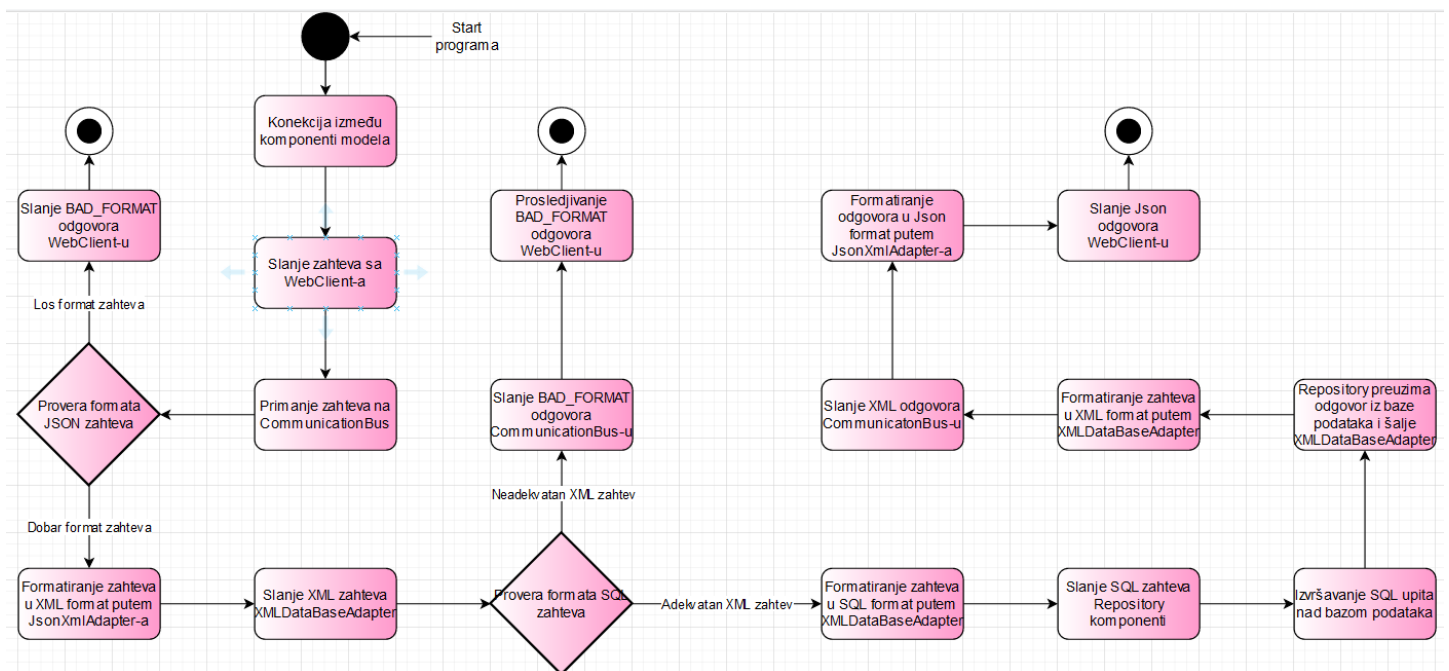 Start
programa
Konekcija između
komponenti modela
Slanje zahteva sa
WebClient-a
Primanje zahteva na
CommunicationBus
Provera formata
JSON zahteva
Los format zahteva
Slanje BAD_FORMAT
odgovora
WebClient-u
Dobar format zahteva
Formatiranje zahteva
u XML format putem
JsonXmlAdapter-a
Slanje XML zahteva
XMLDataBaseAdapter
Provera formata SQL
zahteva
Neadekvatan XML zahtev
Slanje BAD_FORMAT
odgovora
CommunicationBus-u
Prosledjivanje
BAD_FORMAT
odgovora
WebClient-u
Adekvatan XML zahtev
Formatiranje zahteva
u SQL format putem
XMLDataBaseAdapter
Slanje SQL zahteva
Repository
komponenti
Izvršavanje SQL upita
nad bazom podataka
Repository preuzima
odgovor iz baze
podataka i šalje
XMLDataBaseAdapter
Formatiranje zahteva
u XML format putem
XMLDataBaseAdapter
Slanje XML odgovora
CommunicatonBus-u
Formatiranje
odgovora u Json
format putem
JsonXmlAdapter-a
Slanje Json
odgovora
WebClient-u